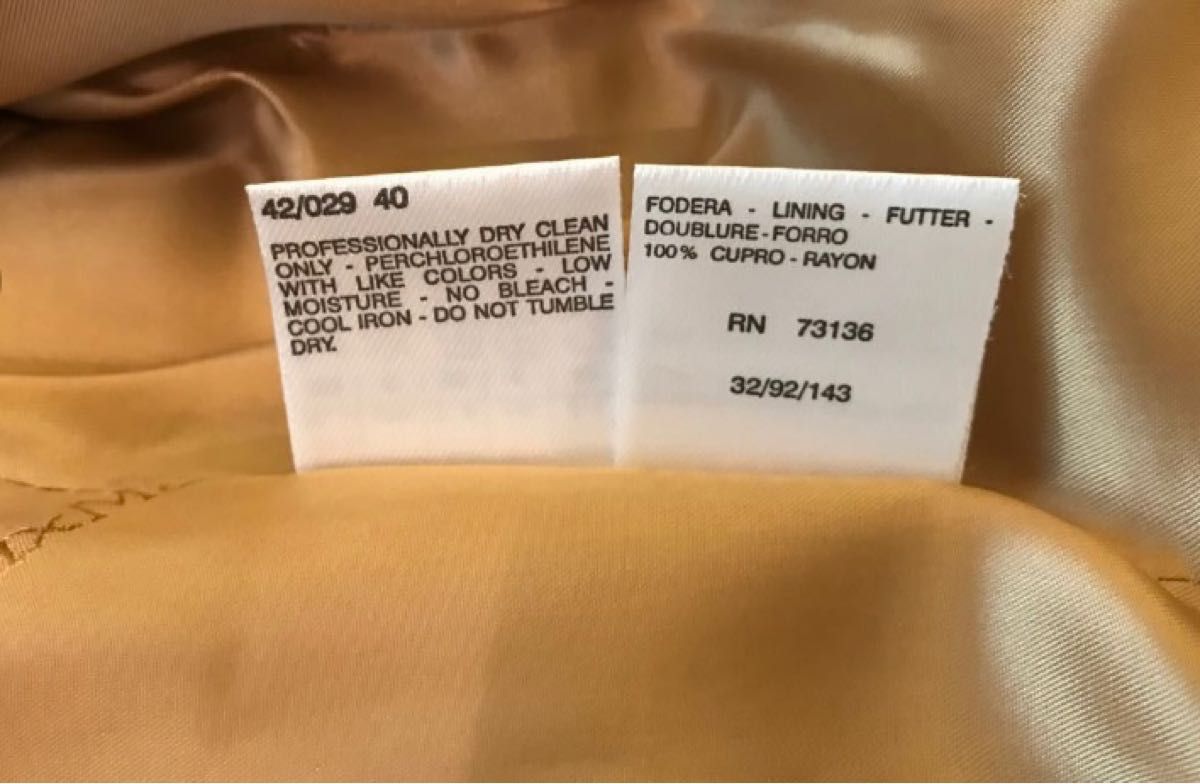 42/029 40
PROFESSIONALLY DRY CLEAN
ONLY - PERCHLOROETHILENE
WITH LIKE COLORS - LOW
MOISTURE - NO BLEACH -
COOL IRON - DO NOT TUMBLE
DRY.
FODERA - LINING - FUTTER -
DOUBLURE - FORRO
100% CUPRO - RAYON
RN 73136
32/92/143